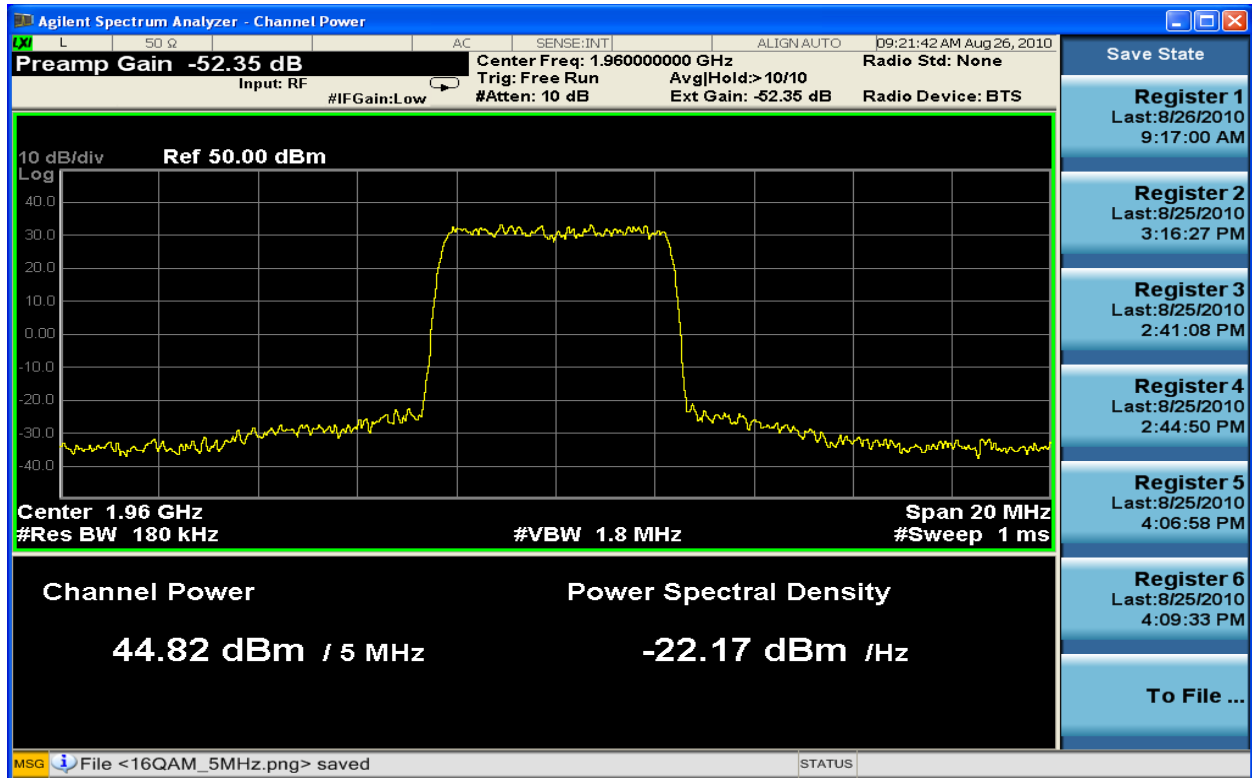 Agilent Spectrum Analyzer - Channel Power
LXI L 50 Ω AC SENSE:INT ALIGN AUTO 09:21:42 AM Aug 26, 2010
Preamp Gain -52.35 dB
Input: RF
#IFGain:Low
Center Freq: 1.960000000 GHz
Trig: Free Run Avg|Hold:>10/10
#Atten: 10 dB Ext Gain: -52.35 dB
Radio Std: None
Radio Device: BTS
10 dB/div Ref 50.00 dBm
Log
40.0
30.0
20.0
10.0
0.00
-10.0
-20.0
-30.0
-40.0
Center 1.96 GHz Span 20 MHz
#Res BW 180 kHz #VBW 1.8 MHz #Sweep 1 ms
Channel Power Power Spectral Density
44.82 dBm / 5 MHz -22.17 dBm /Hz
MSG File <16QAM_5MHz.png> saved STATUS
Save State
Register 1
Last:8/26/2010
9:17:00 AM
Register 2
Last:8/25/2010
3:16:27 PM
Register 3
Last:8/25/2010
2:41:08 PM
Register 4
Last:8/25/2010
2:44:50 PM
Register 5
Last:8/25/2010
4:06:58 PM
Register 6
Last:8/25/2010
4:09:33 PM
To File ...